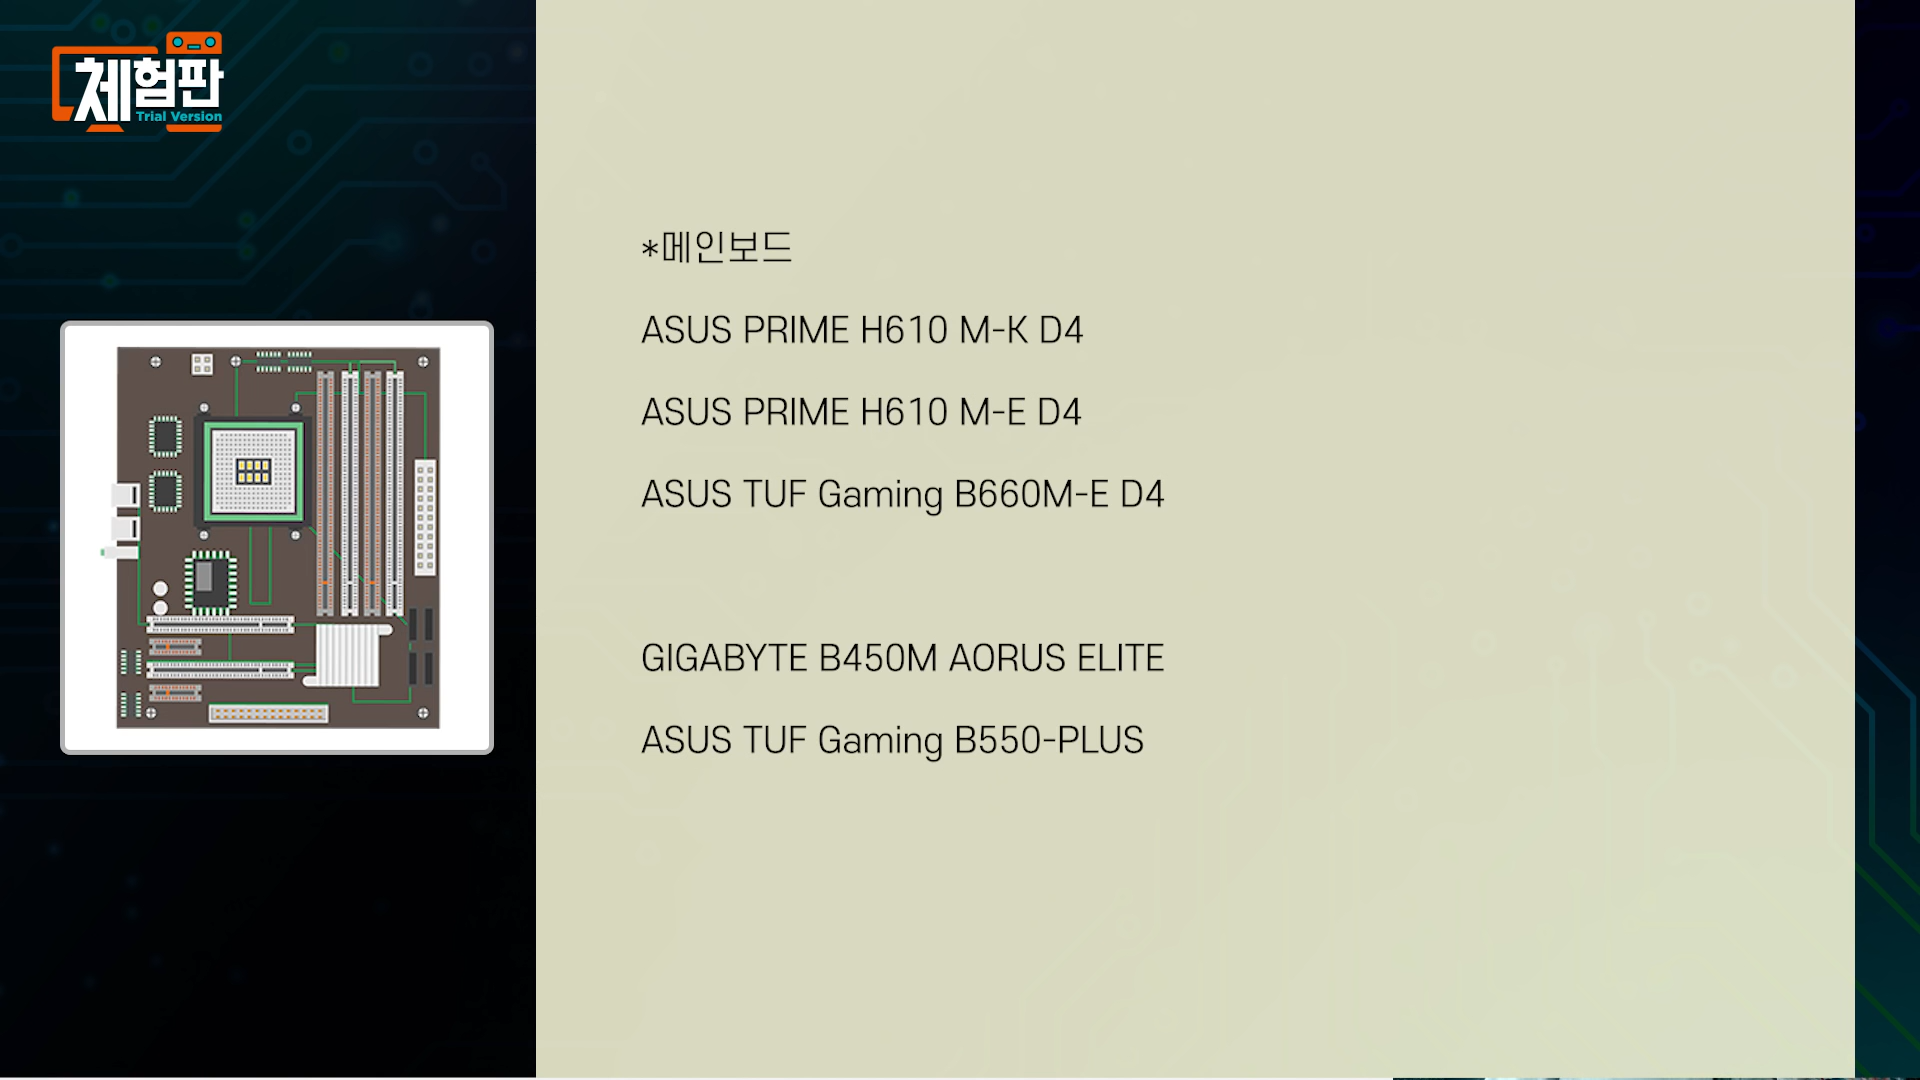 체험판
Trial Version
*메인보드
ASUS PRIME H610 M-K D4
ASUS PRIME H610 M-E D4
ASUS TUF Gaming B660M-E D4
GIGABYTE B450M AORUS ELITE
ASUS TUF Gaming B550-PLUS